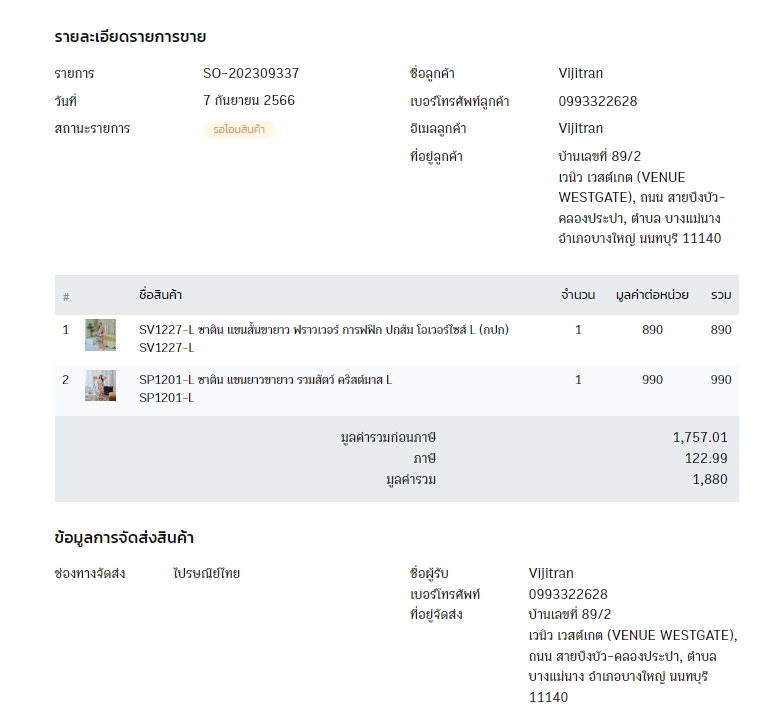 รายละเอียดรายการขาย
รายการ SO-202309337
วันที่ 7 กันยายน 2566
สถานะรายการ รอโอนสินค้า
ชื่อลูกค้า Vijitran
เบอร์โทรศัพท์ลูกค้า 0993322628
อีเมลลูกค้า Vijitran
ที่อยู่ลูกค้า บ้านเลขที่ 89/2
เวนิว เวสต์เกต (VENUE
WESTGATE), ถนน สายบึงบัว-
คลองประปา, ตำบล บางแม่นาง
อำเภอบางใหญ่ นนทบุรี 11140
# ชื่อสินค้า จำนวน มูลค่าต่อหน่วย รวม
1 SV1227-L ซาติน แขนสั้นขายาว ฟราวเวอร์ การฟฟิก ปกส้ม โอเวอร์ไซส์ L (กปก) 1 890 890
SV1227-L
2 SP1201-L ซาติน แขนยาวขายาว รวมสัตว์ คริสต์มาส L 1 990 990
SP1201-L
มูลค่ารวมก่อนภาษี 1,757.01
ภาษี 122.99
มูลค่ารวม 1,880
ข้อมูลการจัดส่งสินค้า
ช่องทางจัดส่ง ไปรษณีย์ไทย
ชื่อผู้รับ Vijitran
เบอร์โทรศัพท์ 0993322628
ที่อยู่จัดส่ง บ้านเลขที่ 89/2
เวนิว เวสต์เกต (VENUE WESTGATE),
ถนน สายบึงบัว-คลองประปา, ตำบล
บางแม่นาง อำเภอบางใหญ่ นนทบุรี
11140